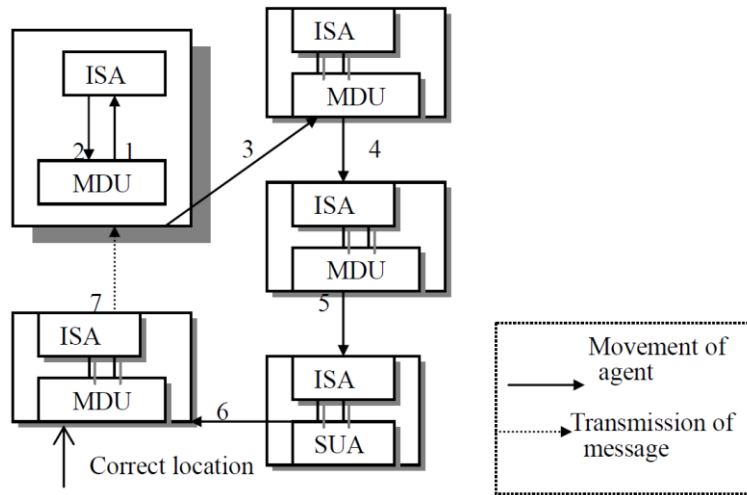 ISA
2 1
MDU
3
ISA
MDU
4
ISA
MDU
5
ISA
SUA
6
7
ISA
MDU
Correct location
Movement of
agent
Transmission of
message